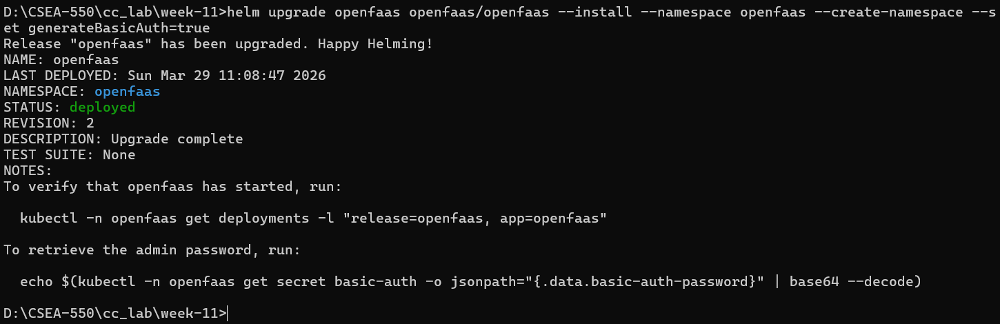 D:\CSEA-550\cc_lab\week-11>helm upgrade openfaas openfaas/openfaas --install --namespace openfaas --create-namespace --s
et generateBasicAuth=true
Release "openfaas" has been upgraded. Happy Helming!
NAME: openfaas
LAST DEPLOYED: Sun Mar 29 11:08:47 2026
NAMESPACE: openfaas
STATUS: deployed
REVISION: 2
DESCRIPTION: Upgrade complete
TEST SUITE: None
NOTES:
To verify that openfaas has started, run:
  kubectl -n openfaas get deployments -l "release=openfaas, app=openfaas"
To retrieve the admin password, run:
  echo $(kubectl -n openfaas get secret basic-auth -o jsonpath="{.data.basic-auth-password}" | base64 --decode)
D:\CSEA-550\cc_lab\week-11>